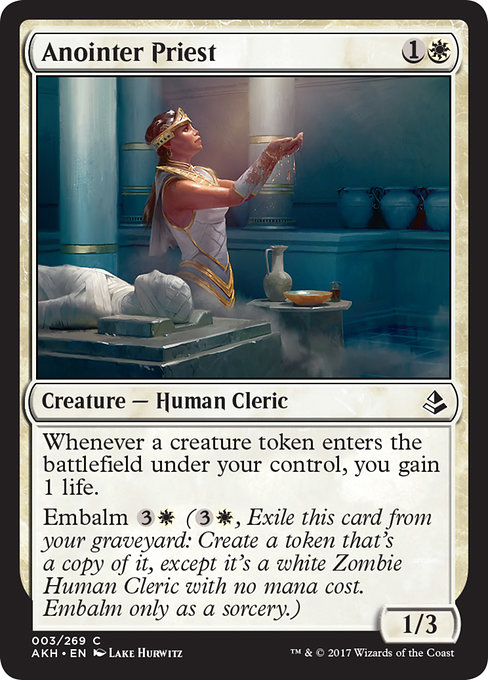 Anointer Priest 1
Creature — Human Cleric
Whenever a creature token enters the
battlefield under your control, you gain
1 life.
Embalm 3 (3, Exile this card from
your graveyard: Create a token that's
a copy of it, except it's a white Zombie
Human Cleric with no mana cost.
Embalm only as a sorcery.)
1/3
003/269 C
AKH • EN Lake Hurwitz
™ & © 2017 Wizards of the Coast